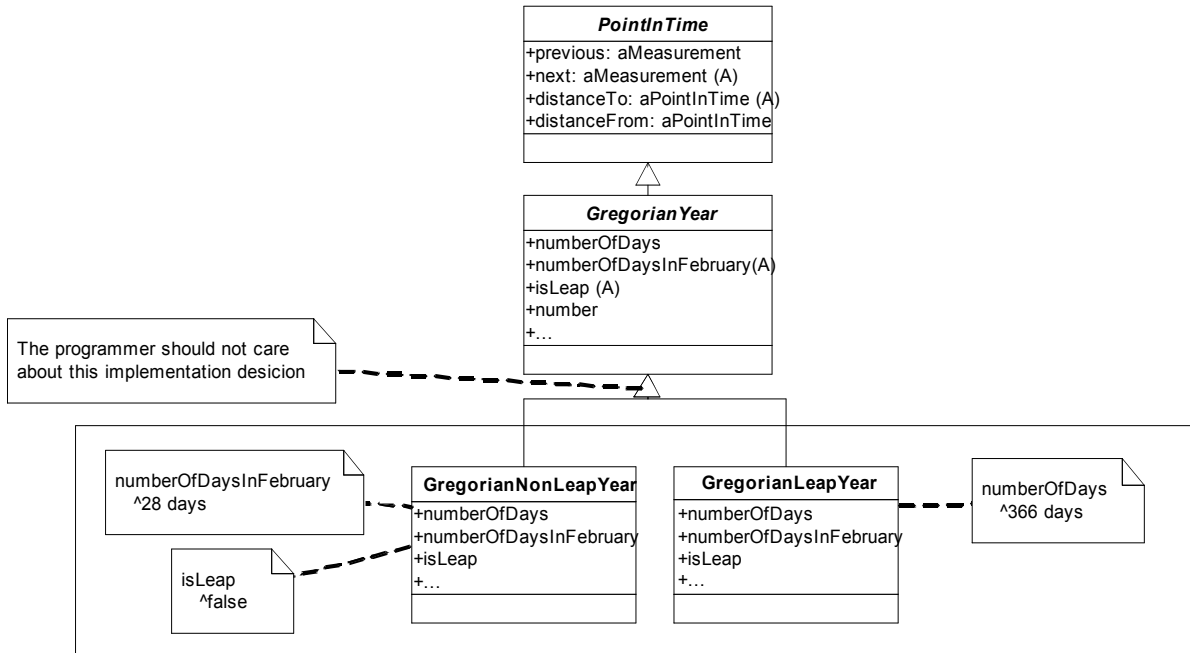 PointInTime
+previous: aMeasurement
+next: aMeasurement (A)
+distanceTo: aPointInTime (A)
+distanceFrom: aPointInTime
GregorianYear
+numberOfDays
+numberOfDaysInFebruary(A)
+isLeap (A)
+number
+...
The programmer should not care
about this implementation desicion
numberOfDaysInFebruary
^28 days
isLeap
^false
GregorianNonLeapYear
+numberOfDays
+numberOfDaysInFebruary
+isLeap
+...
GregorianLeapYear
+numberOfDays
+numberOfDaysInFebruary
+isLeap
+...
numberOfDays
^366 days